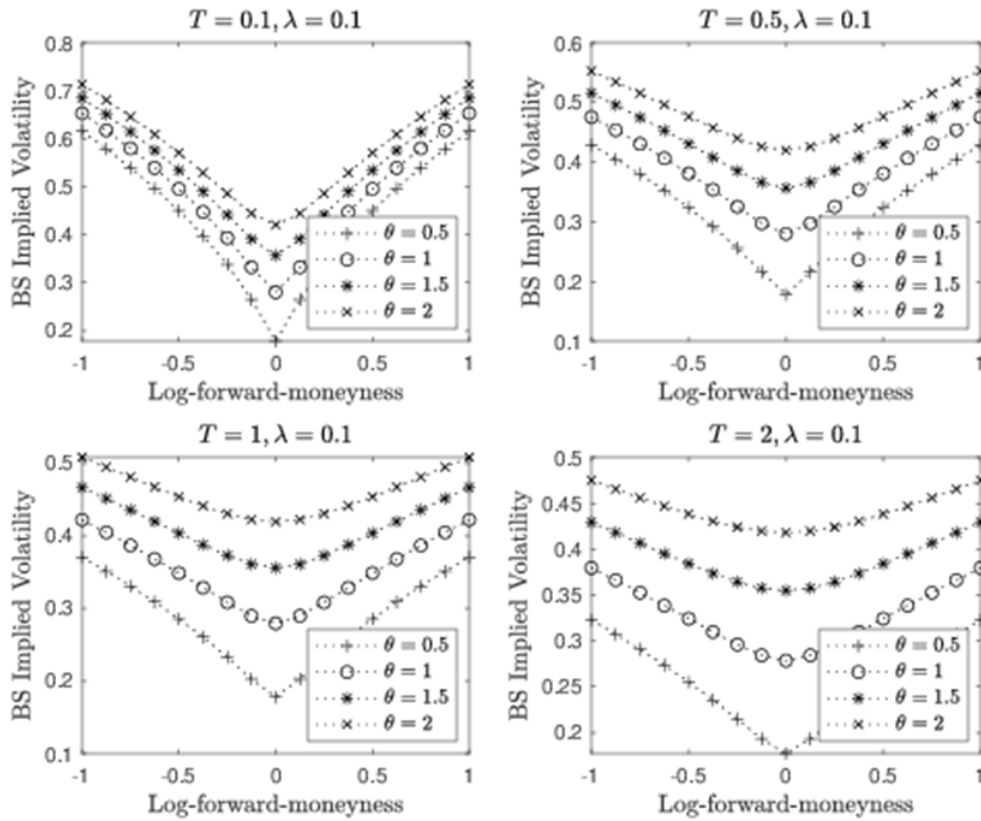 T = 0.1, λ = 0.1
BS Implied Volatility
0.8
0.7
0.6
0.5
0.4
0.3
0.2
θ = 0.5
θ = 1
θ = 1.5
θ = 2
-1 -0.5 0 0.5 1
Log-forward-moneyness
T = 0.5, λ = 0.1
BS Implied Volatility
0.6
0.5
0.4
0.3
0.2
0.1
θ = 0.5
θ = 1
θ = 1.5
θ = 2
-1 -0.5 0 0.5 1
Log-forward-moneyness
T = 1, λ = 0.1
BS Implied Volatility
0.5
0.4
0.3
0.2
0.1
θ = 0.5
θ = 1
θ = 1.5
θ = 2
-1 -0.5 0 0.5 1
Log-forward-moneyness
T = 2, λ = 0.1
BS Implied Volatility
0.5
0.45
0.4
0.35
0.3
0.25
0.2
θ = 0.5
θ = 1
θ = 1.5
θ = 2
-1 -0.5 0 0.5 1
Log-forward-moneyness